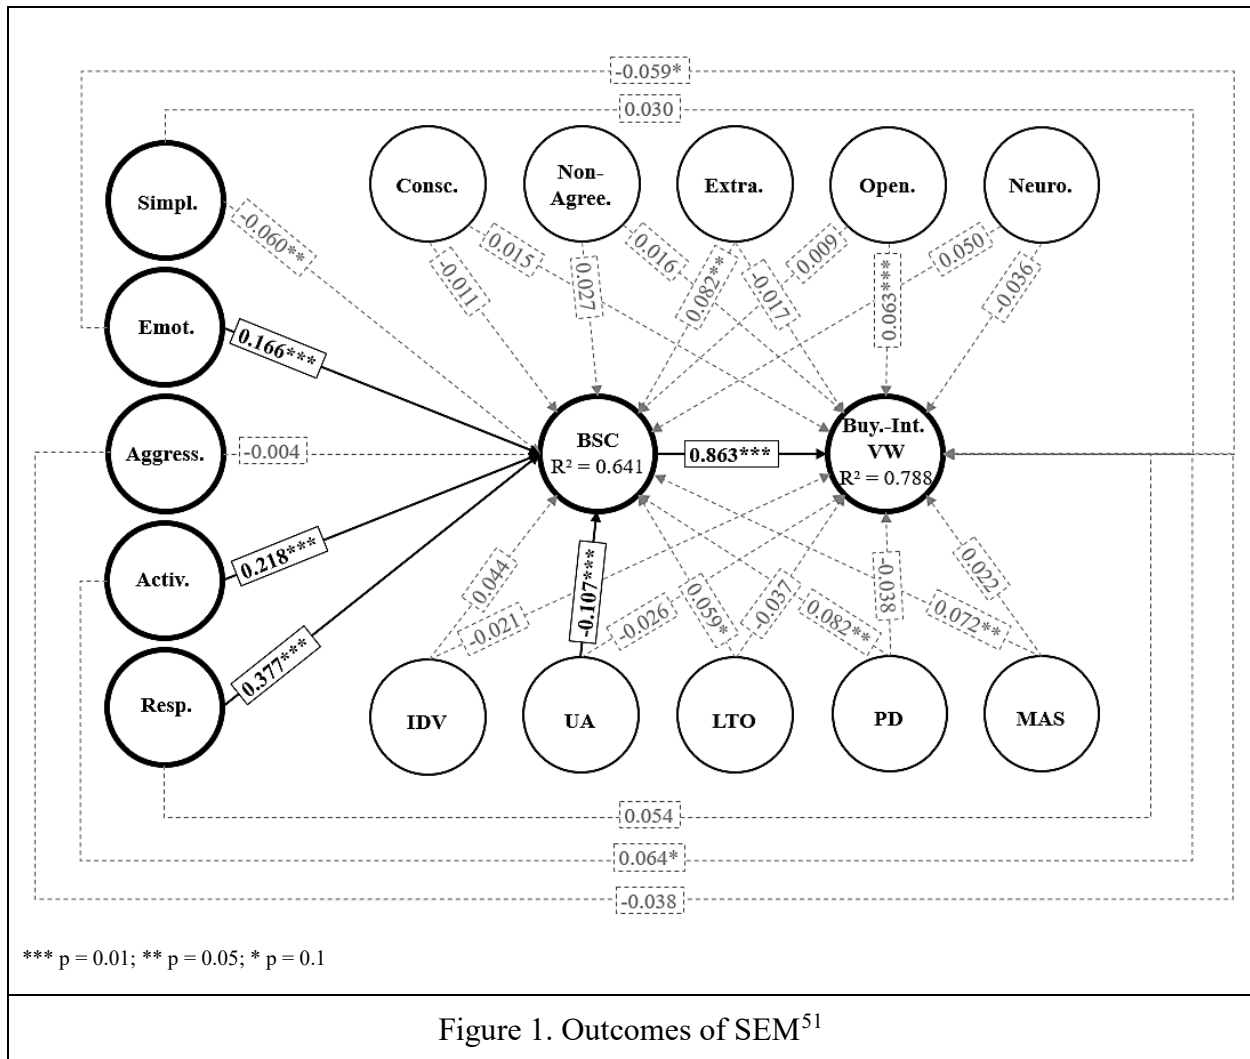 -0.059*
0.030
Simpl.
Emot.
Aggress.
Activ.
Resp.
Consc.
Non-
Agree.
Extra.
Open.
Neuro.
-0.060**
0.166***
-0.004
0.218***
0.377***
-0.011
0.015
0.027
0.016
0.082**
-0.017
0.009
0.063***
0.050
-0.036
BSC
R² = 0.641
0.863***
Buy.-Int.
VW
R² = 0.788
0.044
-0.021
-0.107***
-0.026
0.059*
-0.037
0.082**
-0.038
0.072**
0.022
IDV
UA
LTO
PD
MAS
0.054
0.064*
-0.038
*** p = 0.01; ** p = 0.05; * p = 0.1
Figure 1. Outcomes of SEM⁵¹